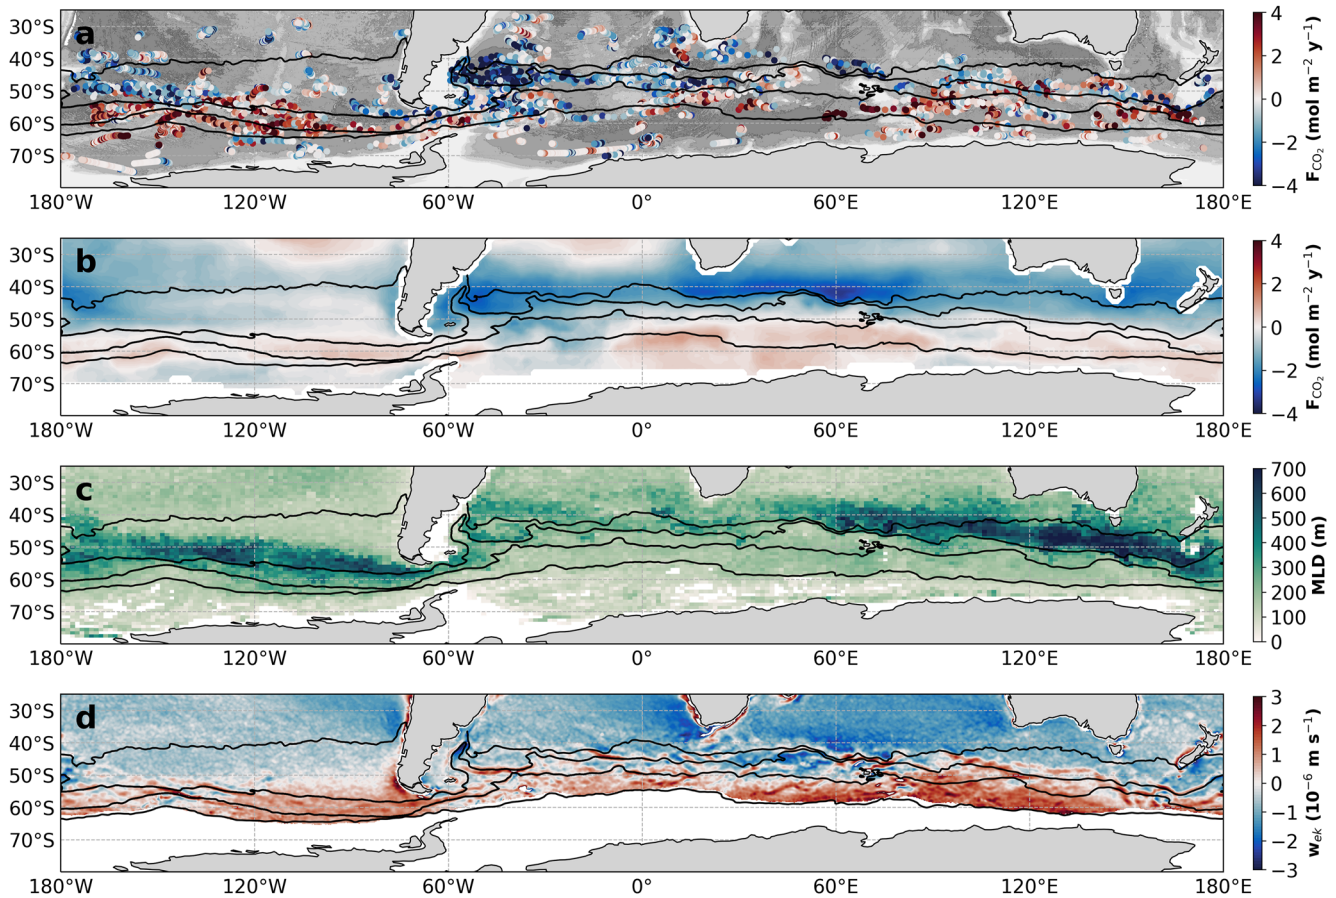 a
30°S
40°S
50°S
60°S
70°S
180°W
120°W
60°W
0°
60°E
120°E
180°E
4
2
0
−2
−4
F_CO₂ (mol m⁻² y⁻¹)
b
30°S
40°S
50°S
60°S
70°S
180°W
120°W
60°W
0°
60°E
120°E
180°E
4
2
0
−2
−4
F_CO₂ (mol m⁻² y⁻¹)
c
30°S
40°S
50°S
60°S
70°S
180°W
120°W
60°W
0°
60°E
120°E
180°E
700
600
500
400
300
200
100
0
MLD (m)
d
30°S
40°S
50°S
60°S
70°S
180°W
120°W
60°W
0°
60°E
120°E
180°E
3
2
1
0
−1
−2
−3
w_ek (10⁻⁶ m s⁻¹)